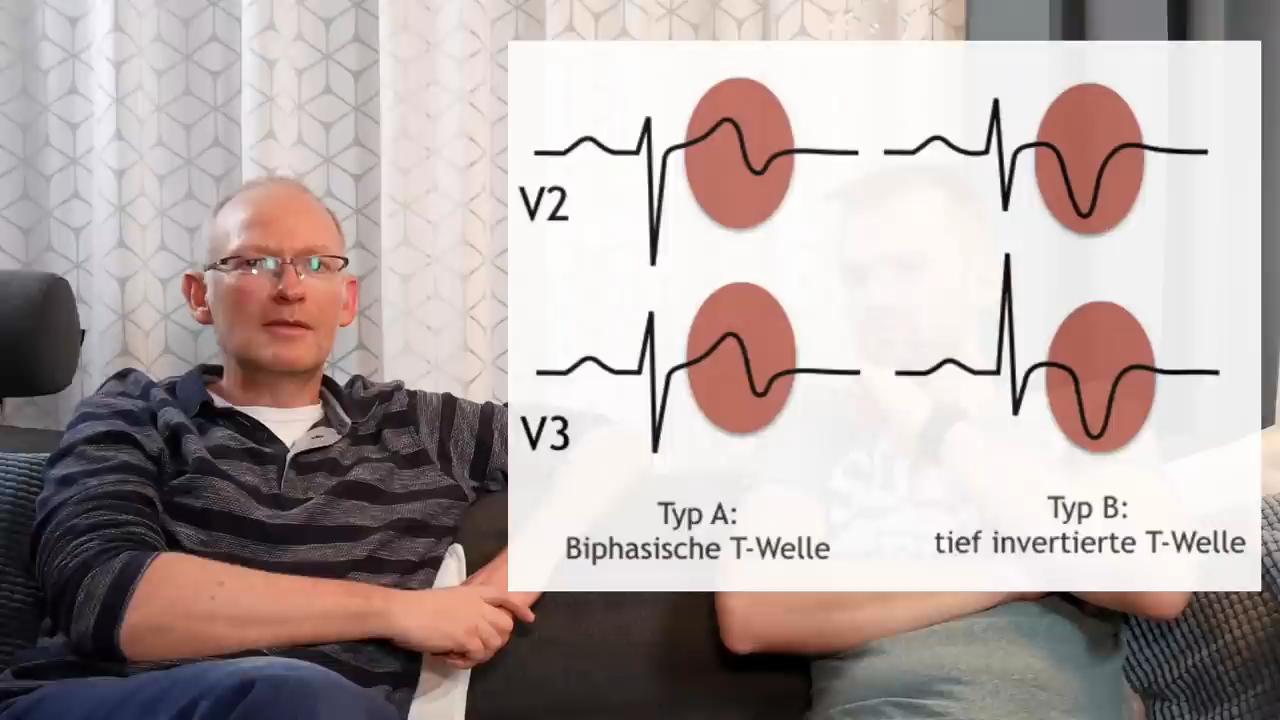 V2
V3
Typ A:
Biphasische T-Welle
Typ B:
tief invertierte T-Welle